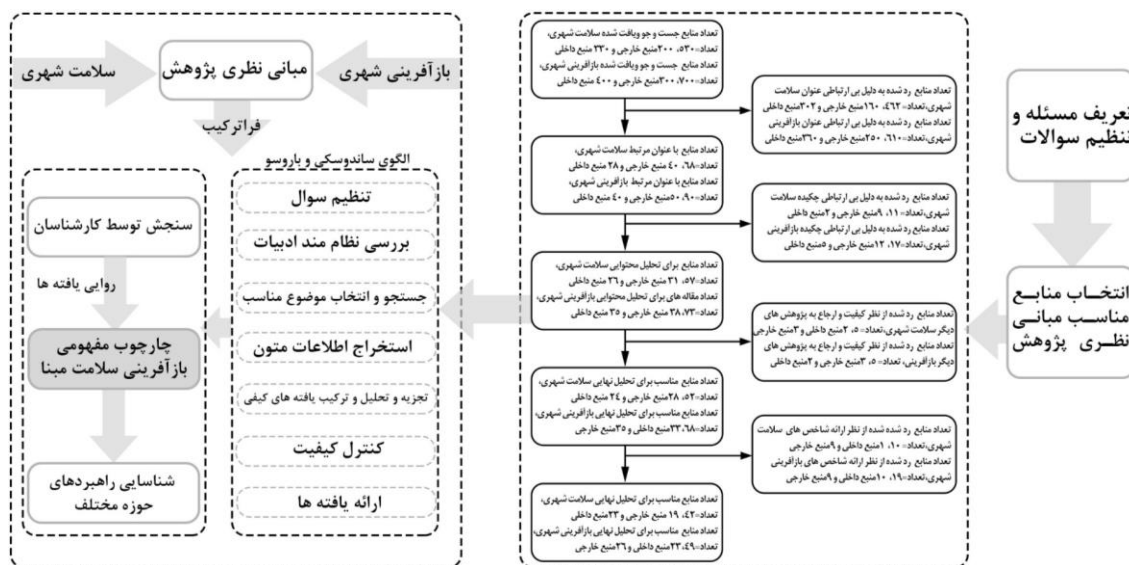 تعریف مسئله و
تنظیم سوالات
انتخـــاب منابـــع
مناسـب مبانـی
نظــری پژوهش
تعداد منابع جست و جو ویافت شده سلامت شهری،
تعداد=۵۳۰، ۲۰۰منبع خارجی و ۳۳۰ منبع داخلی
تعداد منابع جست و جو ویافت شده بازآفرینی شهری،
تعداد=۷۰۰، ۳۰۰منبع خارجی و ۴۰۰ منبع داخلی
تعداد منابع رد شده به دلیل بی ارتباطی عنوان سلامت
شهری،تعداد=۴۶۲، ۱۶۰منبع خارجی و ۳۰۲منبع داخلی
تعداد منابع رد شده به دلیل بی ارتباطی عنوان بازآفرینی
شهری،تعداد=۶۱۰، ۲۵۰منبع خارجی و ۳۶۰منبع داخلی
تعداد منابع با عنوان مرتبط سلامت شهری،
تعداد=۶۸، ۴۰ منبع خارجی و ۲۸ منبع داخلی
تعداد منابع با عنوان مرتبط بازآفرینی شهری،
تعداد=۹۰، ۵۰منبع خارجی و ۴۰ منبع داخلی
تعداد منابع رد شده به دلیل بی ارتباطی چکیده سلامت
شهری،تعداد=۱۱، ۹منبع خارجی و ۲منبع داخلی
تعداد منابع رد شده به دلیل بی ارتباطی چکیده بازآفرینی
شهری،تعداد=۱۷، ۱۲منبع خارجی و ۵منبع داخلی
تعداد منابع برای تحلیل محتوایی سلامت شهری،
تعداد=۵۷، ۳۱ منبع خارجی و ۲۶ منبع داخلی
تعداد مقاله های برای تحلیل محتوایی بازآفرینی شهری،
تعداد=۷۳، ۳۸منبع خارجی و ۳۵ منبع داخلی
تعداد منابع رد شده از نظر کیفیت و ارجاع به پژوهش های
دیگر سلامت شهری،تعداد=۵، ۲منبع داخلی و ۳منبع خارجی
تعداد منابع رد شده از نظر کیفیت و ارجاع به پژوهش های
دیگر بازآفرینی، تعداد=۵، ۳منبع خارجی و ۲منبع داخلی
تعداد منابع مناسب برای تحلیل نهایی سلامت شهری،
تعداد=۵۲، ۲۸منبع خارجی و ۲۴ منبع داخلی
تعداد منابع مناسب برای تحلیل نهایی بازآفرینی شهری،
تعداد=۶۸، ۳۳منبع داخلی و ۳۵منبع خارجی
تعداد منابع رد شده شده از نظر ارائه شاخص های سلامت
شهری،تعداد=۱۰، ۱منبع داخلی و ۹منبع خارجی
تعداد منابع رد شده از نظر ارائه شاخص های بازآفرینی
شهری،تعداد=۱۹، ۱۰منبع داخلی و ۹منبع خارجی
تعداد منابع مناسب برای تحلیل نهایی سلامت شهری،
تعداد=۴۲، ۱۹ منبع خارجی و ۲۳منبع داخلی
تعداد منابع مناسب برای تحلیل نهایی بازآفرینی شهری،
تعداد=۴۹، ۲۳منبع داخلی و ۲۶منبع خارجی
بازآفرینی شهری
مبانی نظری پژوهش
سلامت شهری
فراترکیب
الگوی ساندوسکی و باروسو
تنظیم سوال
بررسی نظام مند ادبیات
جستجو و انتخاب موضوع مناسب
استخراج اطلاعات متون
تجزیه و تحلیل و ترکیب یافته های کیفی
کنترل کیفیت
ارائه یافته ها
سنجش توسط کارشناسان
روایی یافته ها
چارچوب مفهومی
بازآفرینی سلامت مبنا
شناسایی راهبردهای
حوزه مختلف